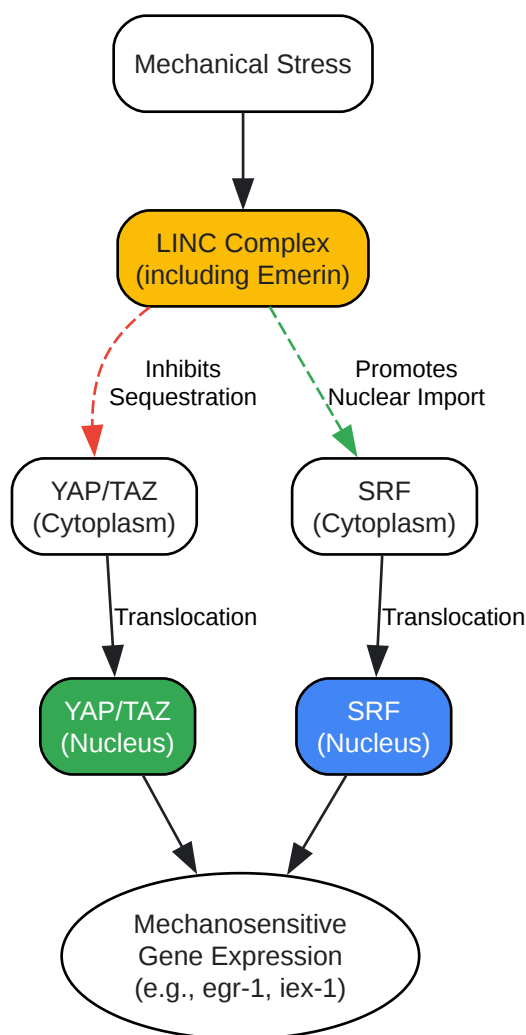 Mechanical Stress
LINC Complex
(including Emerin)
Inhibits
Sequestration
Promotes
Nuclear Import
YAP/TAZ
(Cytoplasm)
SRF
(Cytoplasm)
Translocation
Translocation
YAP/TAZ
(Nucleus)
SRF
(Nucleus)
Mechanosensitive
Gene Expression
(e.g., egr-1, iex-1)